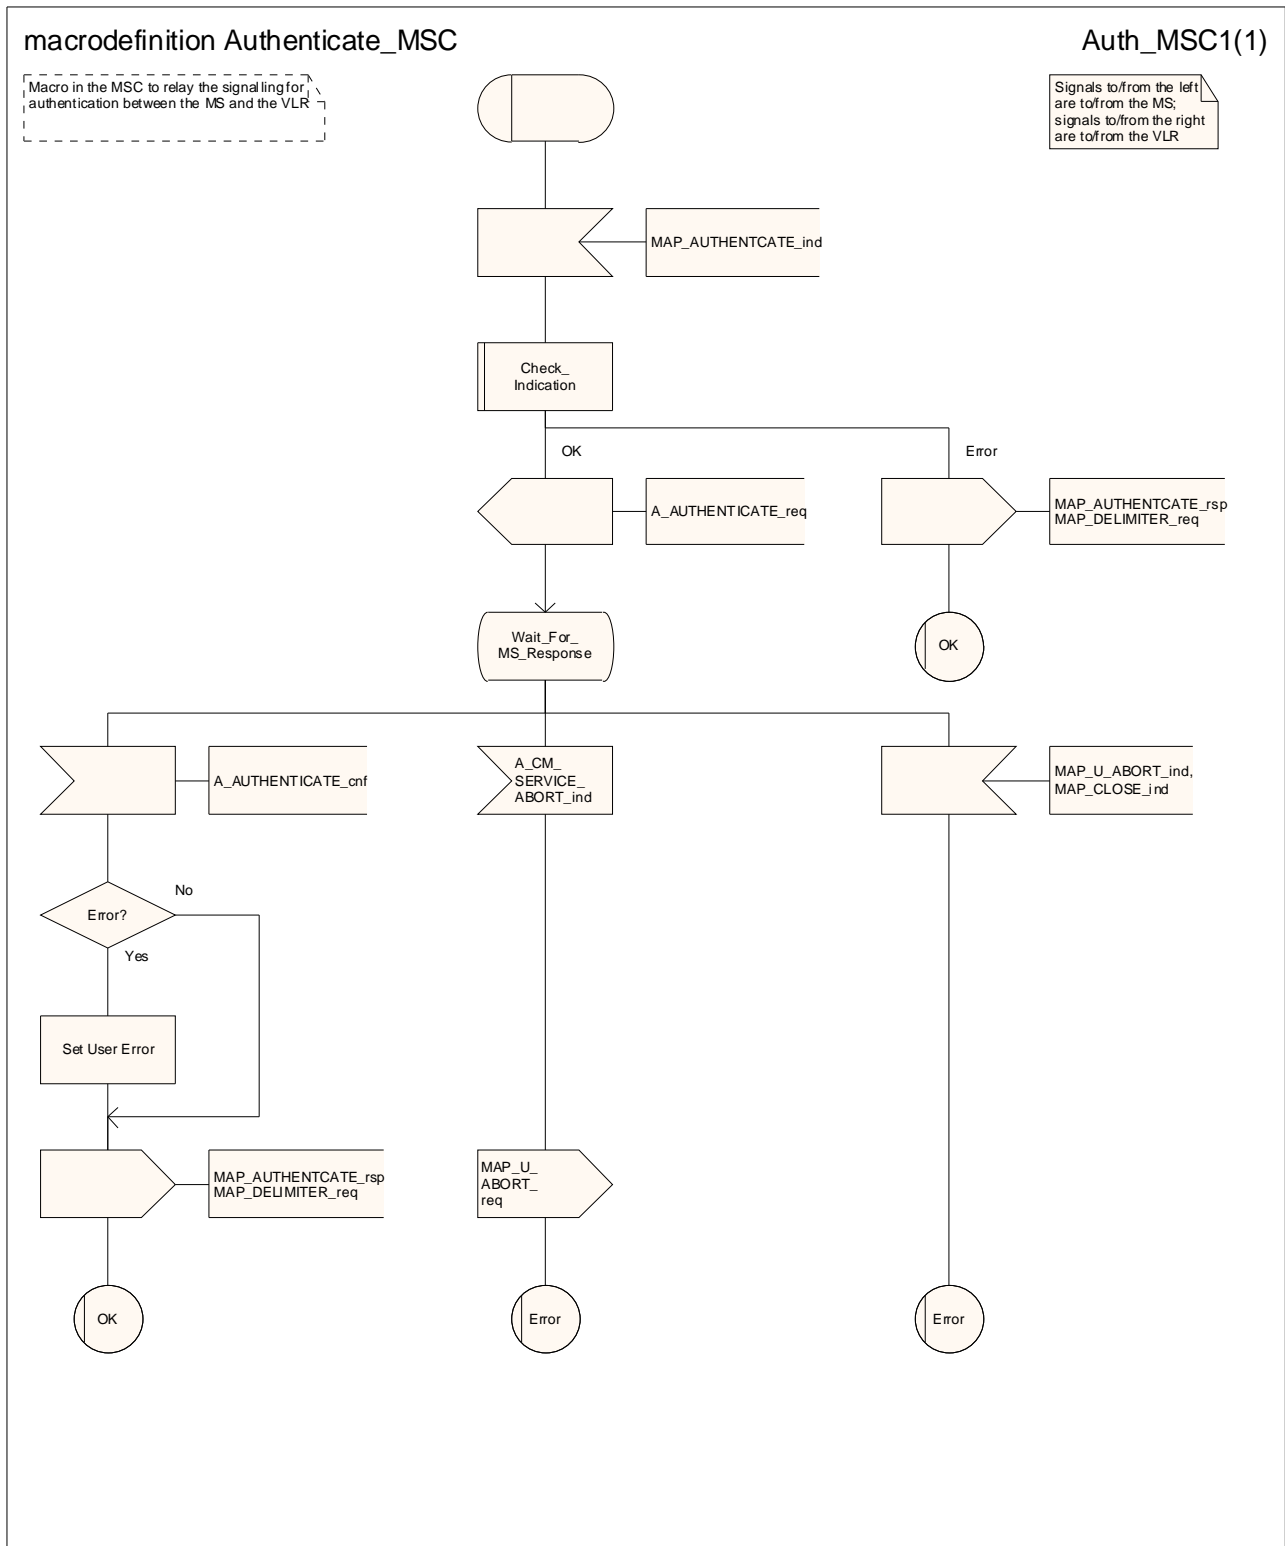 macrodefinition Authenticate_MSC
Auth_MSC1(1)
Macro in the MSC to relay the signalling for
authentication between the MS and the VLR
Signals to/from the left
are to/from the MS;
signals to/from the right
are to/from the VLR
MAP_AUTHENTCATE_ind
Check_
Indication
OK
Error
A_AUTHENTICATE_req
MAP_AUTHENTCATE_rsp
MAP_DELIMITER_req
Wait_For_
MS_Response
OK
A_AUTHENTICATE_cnf
A_CM_
SERVICE_
ABORT_ind
MAP_U_ABORT_ind,
MAP_CLOSE_ind
No
Error?
Yes
Set User Error
MAP_AUTHENTCATE_rsp
MAP_DELIMITER_req
MAP_U_
ABORT_
req
OK
Error
Error